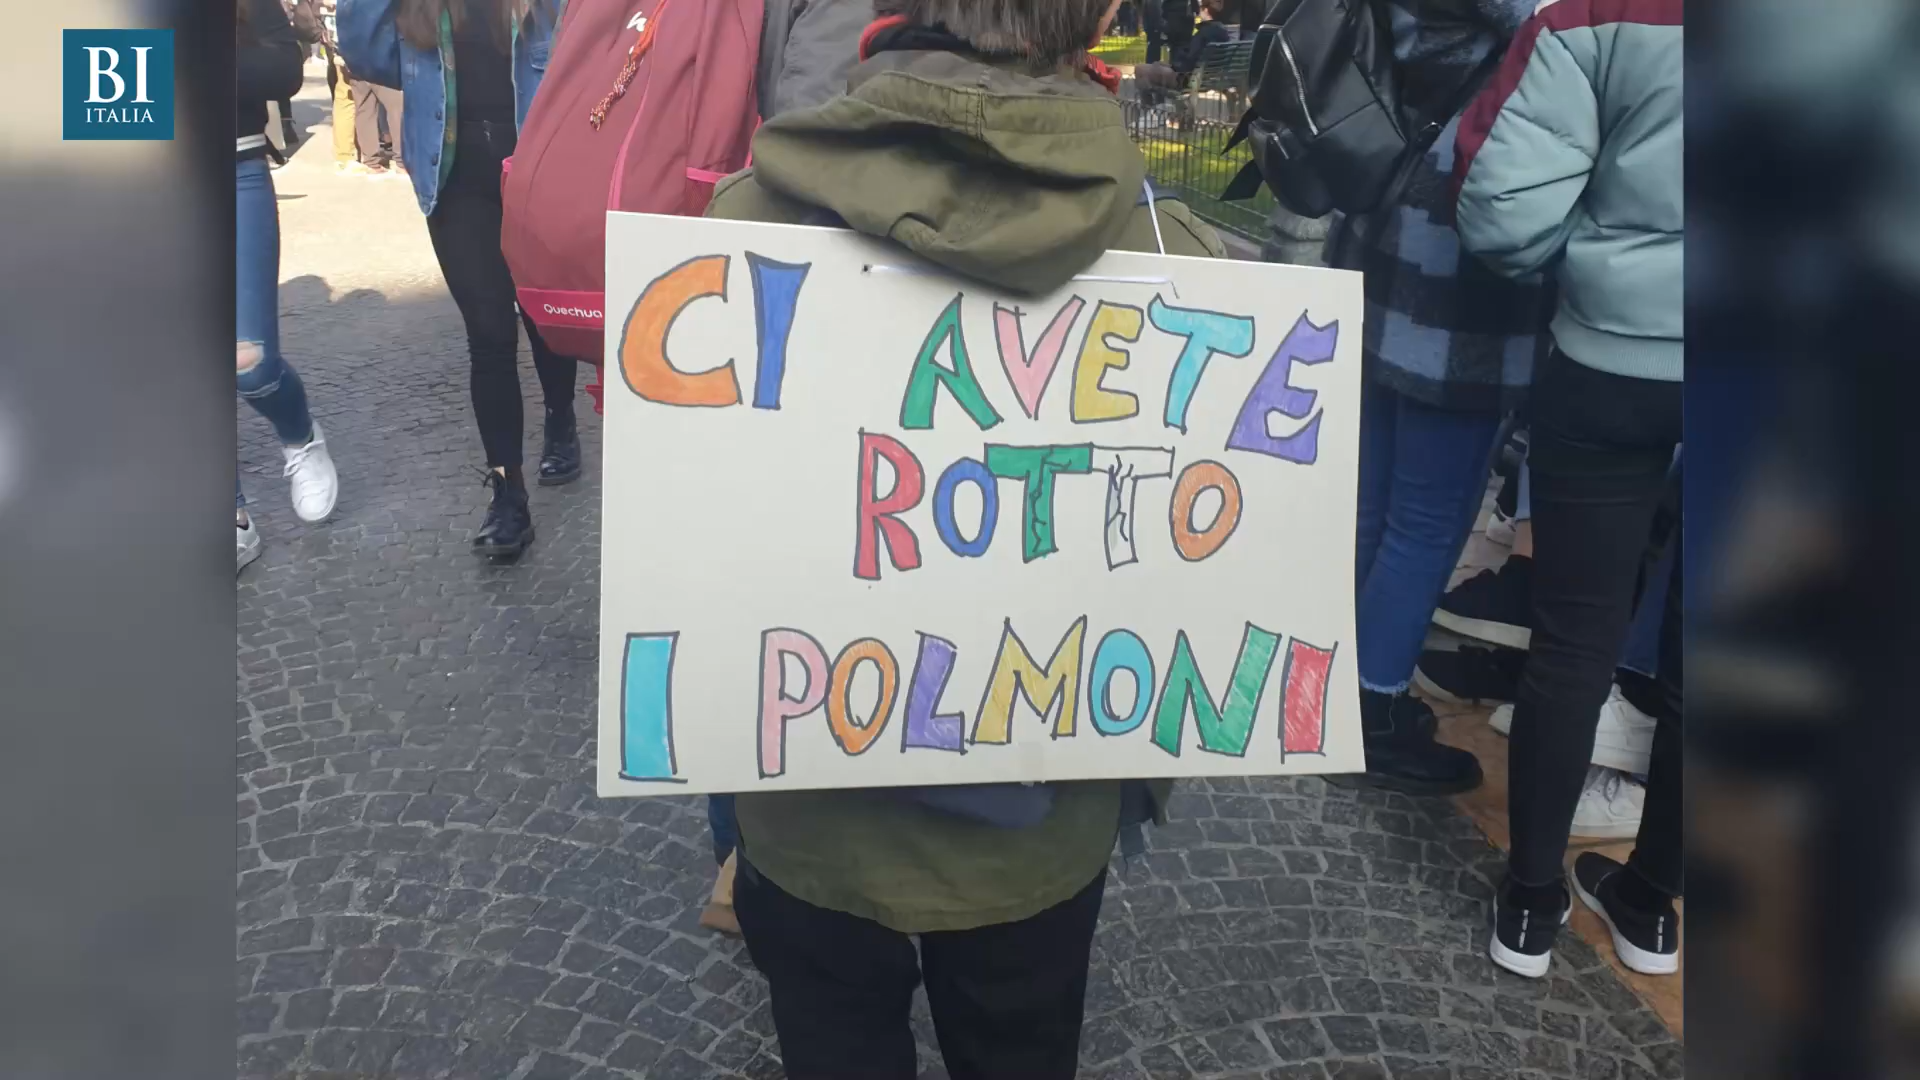 BI
ITALIA
Quechua
CI AVETE
ROTTO
I POLMONI